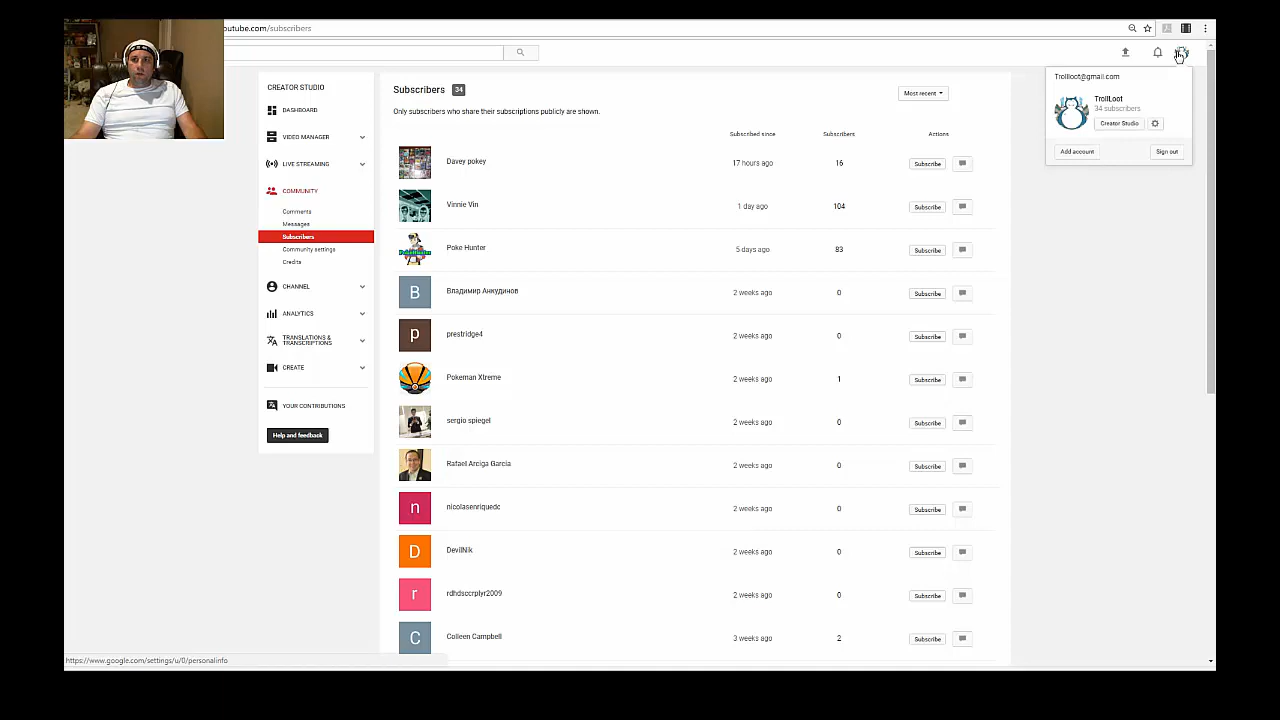 outube.com/subscribers
Trollloot@gmail.com
TrollLoot
34 subscribers
Creator Studio
Add account
Sign out
CREATOR STUDIO
DASHBOARD
VIDEO MANAGER
LIVE STREAMING
COMMUNITY
Comments
Messages
Subscribers
Community settings
Credits
CHANNEL
ANALYTICS
TRANSLATIONS &
TRANSCRIPTIONS
CREATE
YOUR CONTRIBUTIONS
Help and feedback
Subscribers 34
Most recent
Only subscribers who share their subscriptions publicly are shown.
Subscribed since Subscribers Actions
Davey pokey 17 hours ago 16 Subscribe
Vinnie Vin 1 day ago 104 Subscribe
Poke Hunter 5 days ago 83 Subscribe
B Владимир Анкудинов 2 weeks ago 0 Subscribe
p prestridge4 2 weeks ago 0 Subscribe
Pokeman Xtreme 2 weeks ago 1 Subscribe
sergio spiegel 2 weeks ago 0 Subscribe
Rafael Arciga Garcia 2 weeks ago 0 Subscribe
n nicolasenriquedc 2 weeks ago 0 Subscribe
D DevilNik 2 weeks ago 0 Subscribe
r rdhdsccrplyr2009 2 weeks ago 0 Subscribe
C Colleen Campbell 3 weeks ago 2 Subscribe
https://www.google.com/settings/u/0/personalinfo